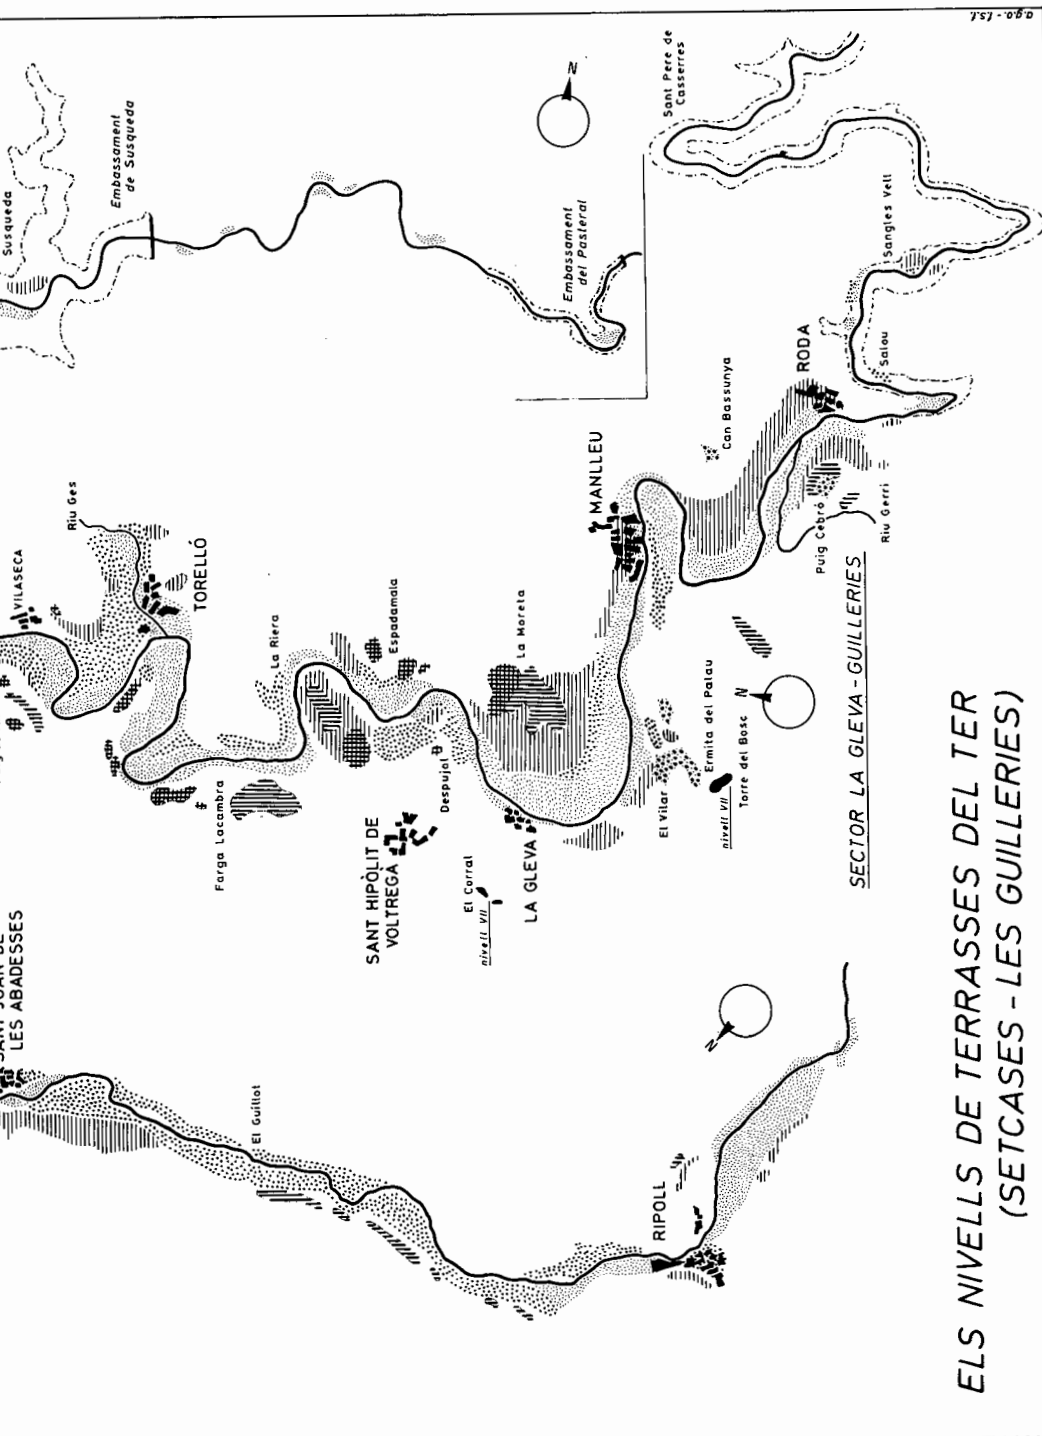 a.g.o. - f.s.f.
Sant Pere de
Casserres
N
Embassament
de Susqueda
Susqueda
Embassament
del Pasteral
Sangles Vell
Salou
RODA
Can Bassunya
MANLLEU
Riu Ges
VILASECA
TORELLÓ
La Riera
Espadamala
La Moreta
Puig Cebró
Riu Gerri
N
Ermita del Palau
nivell VII
Torre del Bosc
El Vilar
SECTOR LA GLEVA - GUILLERIES
Despujal
Farga Lacambra
SANT HIPÒLIT DE
VOLTREGÀ
El Corral
nivell VII
LA GLEVA
SANT JOAN DE
LES ABADESSES
El Guillot
N
RIPOLL
ELS NIVELLS DE TERRASSES DEL TER
(SETCASES - LES GUILLERIES)